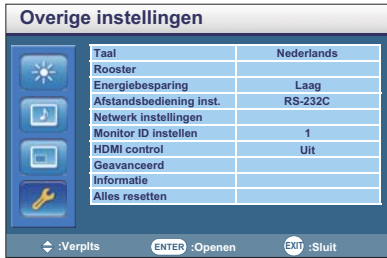 Overige instellingen
Taal Nederlands
Rooster
Energiebesparing Laag
Afstandsbediening inst. RS-232C
Netwerk instellingen
Monitor ID instellen 1
HDMI control Uit
Geavanceerd
Informatie
Alles resetten
:Verplts ENTER :Openen EXIT :Sluit